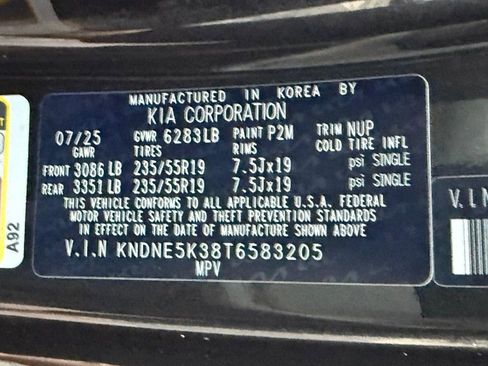 MANUFACTURED IN KOREA BY
KIA CORPORATION
07/25 GVWR 6283LB PAINT P2M TRIM NUP
GAWR TIRES RIMS COLD TIRE INFL
FRONT 3086 LB 235/55R19 7.5Jx19 psi SINGLE
REAR 3351 LB 235/55R19 7.5Jx19 psi SINGLE
THIS VEHICLE CONFORMS TO ALL APPLICABLE U.S.A. FEDERAL
MOTOR VEHICLE SAFETY AND THEFT PREVENTION STANDARDS
IN EFFECT ON THE DATE OF MANUFACTURE SHOWN ABOVE
V.I.N KNDNE5K38T6583205
MPV
A92
V.I.N